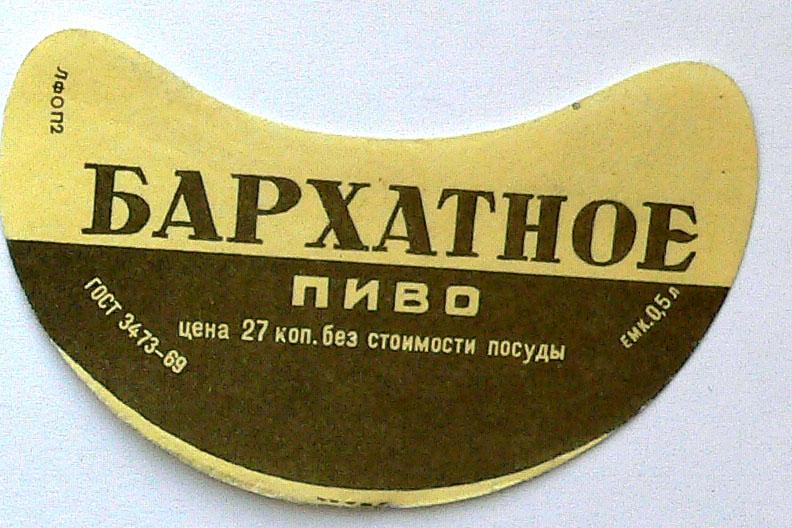 ЛФОП2
БАРХАТНОЕ
ПИВО
цена 27 коп. без стоимости посуды
ГОСТ 3473-69
ЕМК. 0,5 л